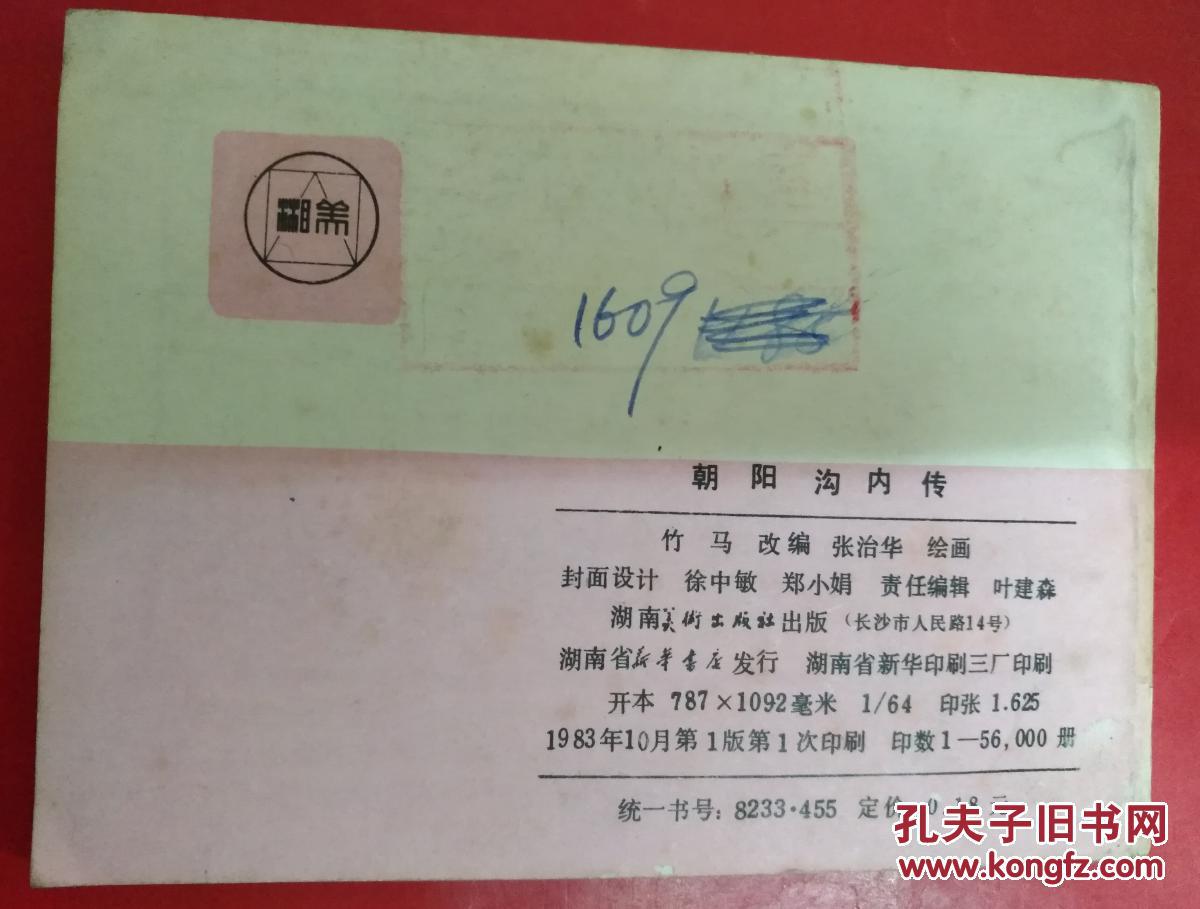 湘美
1609
朝阳沟内传
竹马 改编 张治华 绘画
封面设计 徐中敏 郑小娟 责任编辑 叶建森
湖南美術出版社出版（长沙市人民路14号）
湖南省新华书店发行 湖南省新华印刷三厂印刷
开本 787×1092毫米 1/64 印张 1.625
1983年10月第1版第1次印刷 印数1—56,000册
统一书号：8233·455 定价 0.18元
孔夫子旧书网
www.kongfz.com